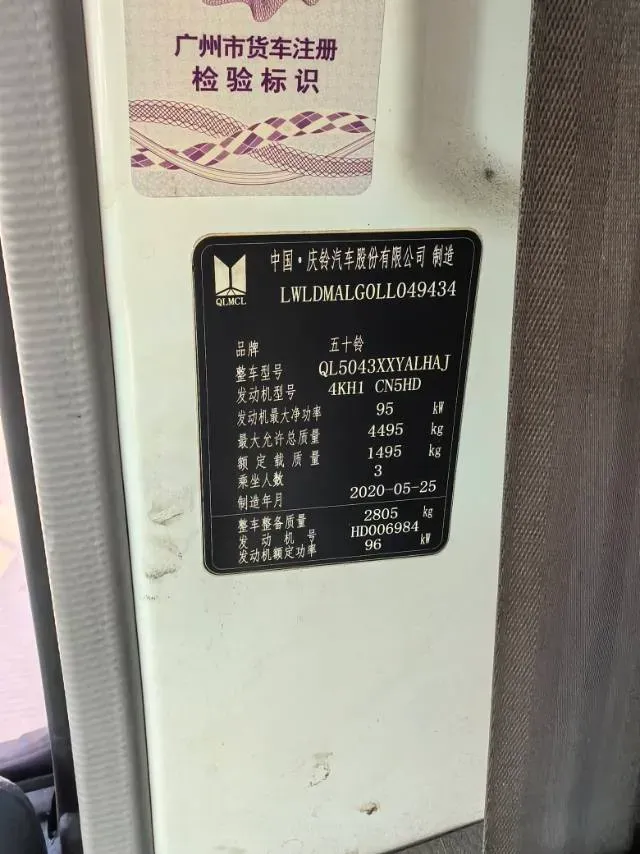 广州市货车注册
检验标识
中国·庆铃汽车股份有限公司 制造
QLMCL
LWLDMALG0LL049434
品牌 五十铃
整车型号 QL5043XXYALHAJ
发动机型号 4KH1 CN5HD
发动机最大净功率 95 kW
最大允许总质量 4495 kg
额定载质量 1495 kg
乘坐人数 3
制造年月 2020-05-25
整车整备质量 2805 kg
发动机号 HD006984
发动机额定功率 96 kW